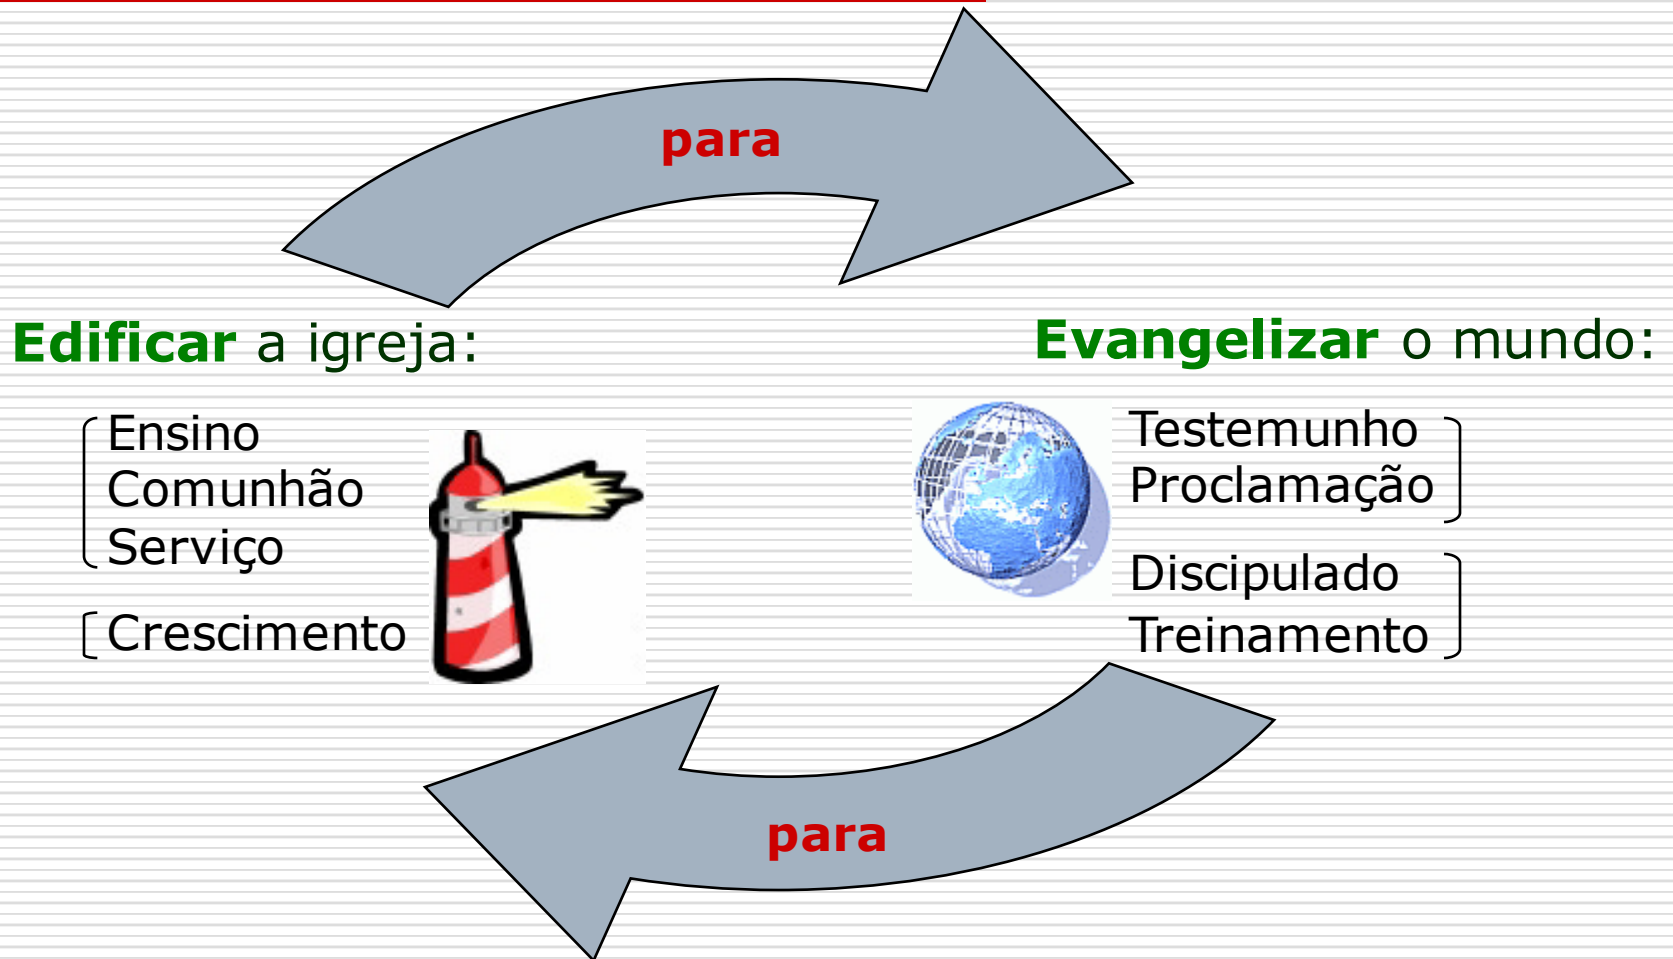 para
Edificar a igreja:
Ensino
Comunhão
Serviço
Crescimento
Evangelizar o mundo:
Testemunho
Proclamação
Discipulado
Treinamento
para